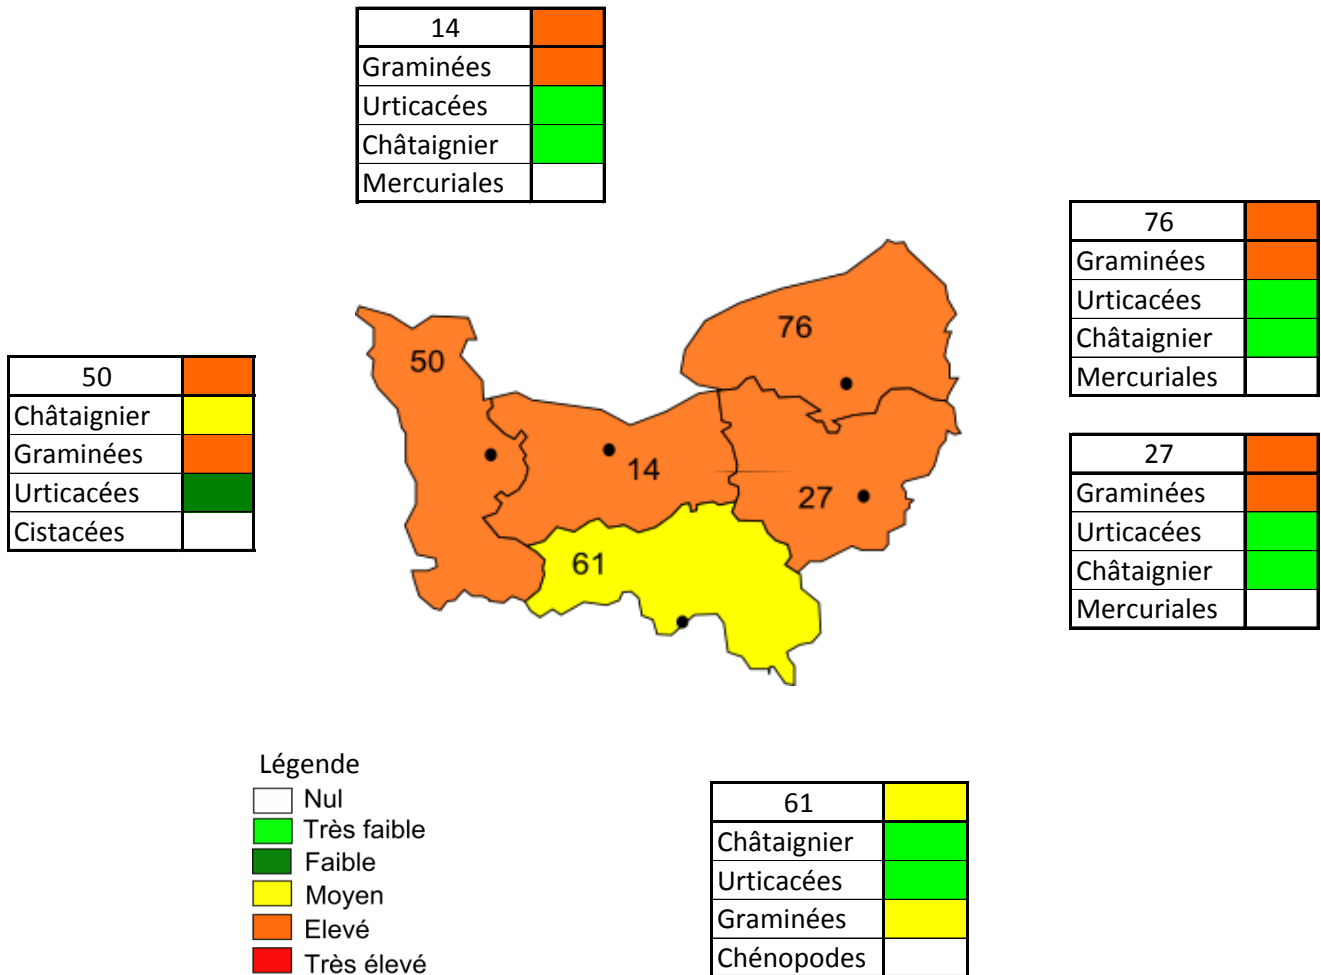 14
Graminées
Urticacées
Châtaignier
Mercuriales
76
Graminées
Urticacées
Châtaignier
Mercuriales
50
Châtaignier
Graminées
Urticacées
Cistacées
27
Graminées
Urticacées
Châtaignier
Mercuriales
76
50
14
27
61
Légende
Nul
Très faible
Faible
Moyen
Elevé
Très élevé
61
Châtaignier
Urticacées
Graminées
Chénopodes